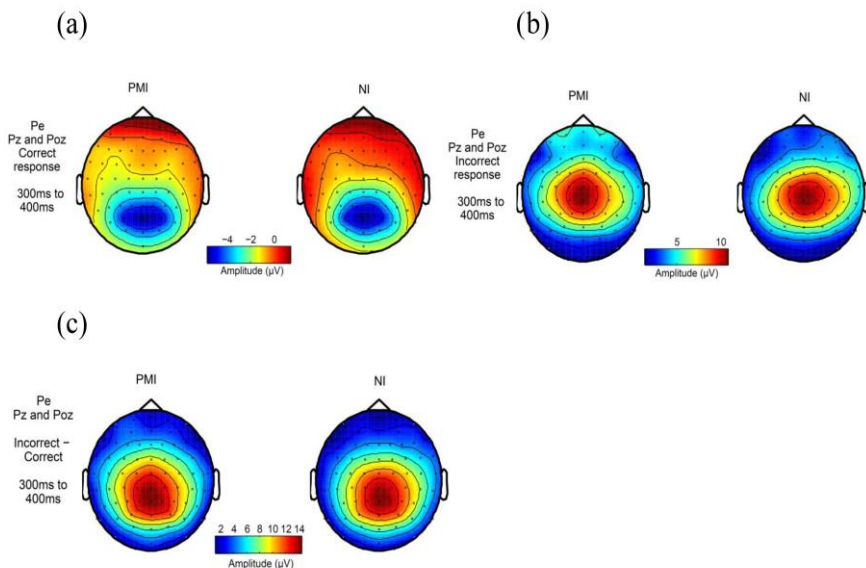 (a)
PMI
NI
Pe
Pz and Poz
Correct
response
300ms to
400ms
−4 −2 0
Amplitude (µV)
(b)
PMI
NI
Pe
Pz and Poz
Incorrect
response
300ms to
400ms
5 10
Amplitude (µV)
(c)
PMI
NI
Pe
Pz and Poz
Incorrect −
Correct
300ms to
400ms
2 4 6 8 10 12 14
Amplitude (µV)